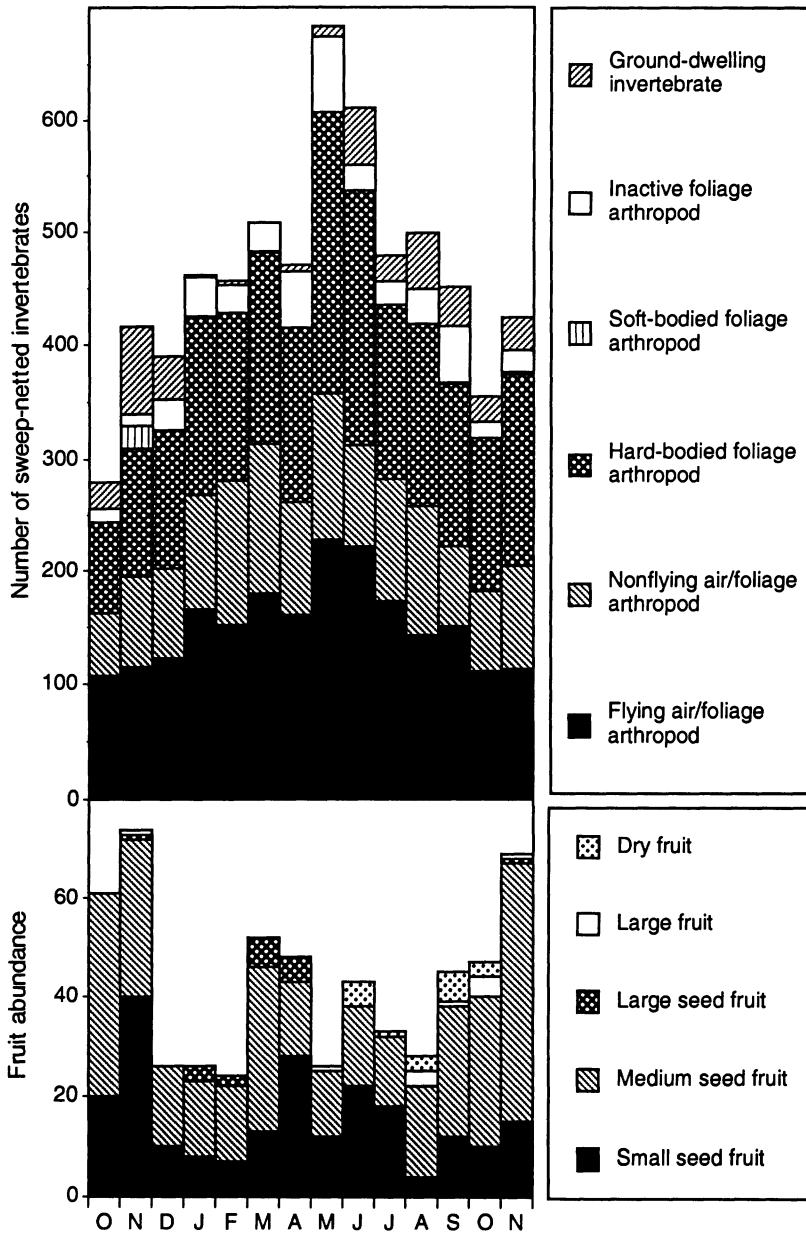 Number of sweep-netted invertebrates
600
500
400
300
200
100
0
Ground-dwelling
invertebrate
Inactive foliage
arthropod
Soft-bodied foliage
arthropod
Hard-bodied foliage
arthropod
Nonflying air/foliage
arthropod
Flying air/foliage
arthropod
Fruit abundance
60
40
20
0
Dry fruit
Large fruit
Large seed fruit
Medium seed fruit
Small seed fruit
O N D J F M A M J J A S O N